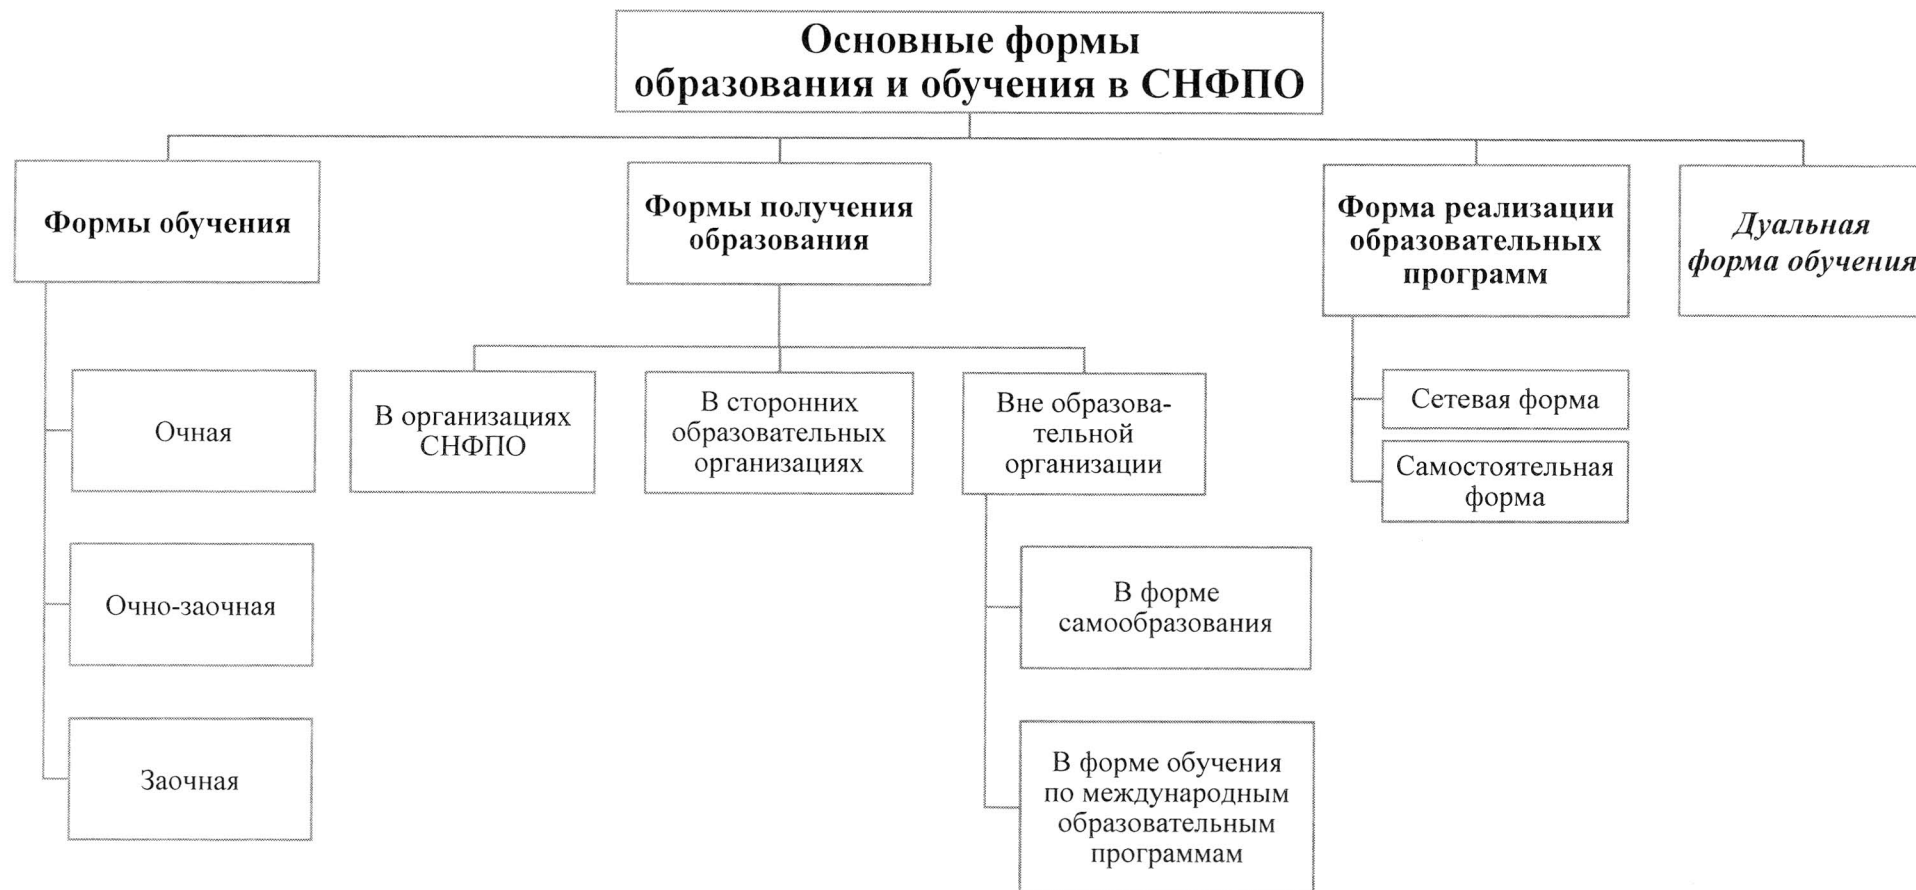 Основные формы
образования и обучения в СНФПО
Формы обучения
Формы получения
образования
Форма реализации
образовательных
программ
Дуальная
форма обучения
Очная
Очно-заочная
Заочная
В организациях
СНФПО
В сторонних
образовательных
организациях
Вне образова-
тельной
организации
В форме
самообразования
В форме обучения
по международным
образовательным
программам
Сетевая форма
Самостоятельная
форма